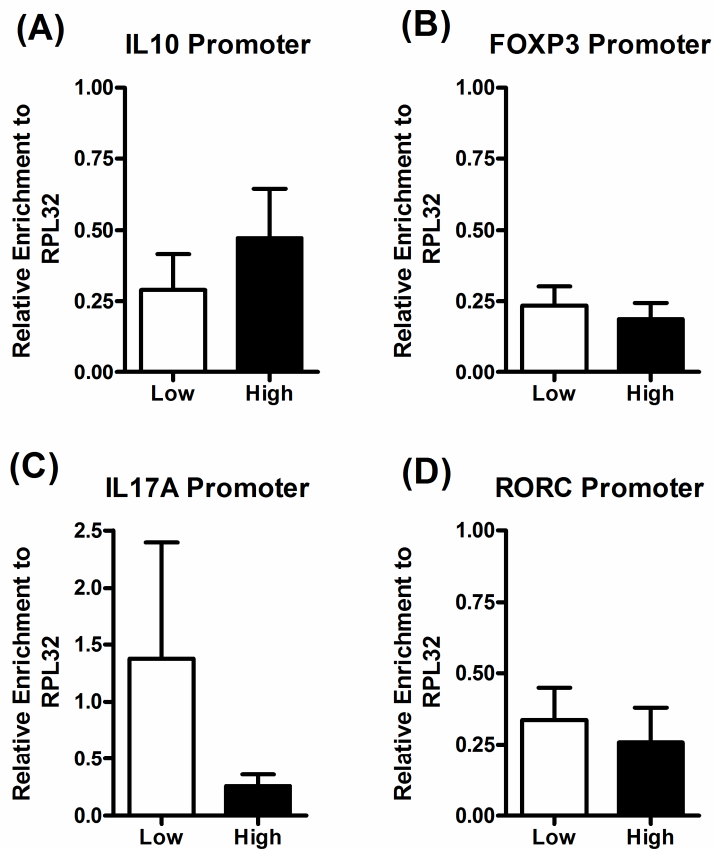 (A)
IL10 Promoter
Relative Enrichment to
RPL32
1.00
0.75
0.50
0.25
0.00
Low High
(B)
FOXP3 Promoter
Relative Enrichment to
RPL32
1.00
0.75
0.50
0.25
0.00
Low High
(C)
IL17A Promoter
Relative Enrichment to
RPL32
2.5
2.0
1.5
1.0
0.5
0.0
Low High
(D)
RORC Promoter
Relative Enrichment to
RPL32
1.00
0.75
0.50
0.25
0.00
Low High